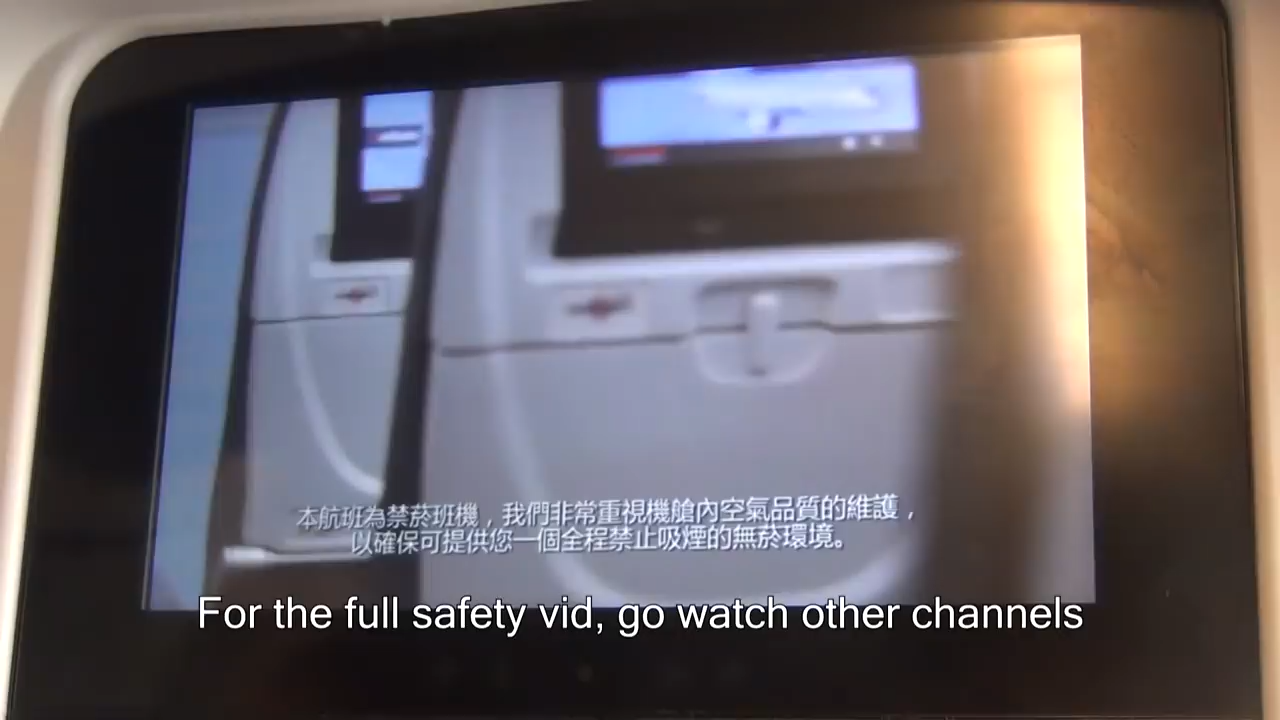 本航班為禁菸班機，我們非常重視機艙內空氣品質的維護，
以確保可提供您一個全程禁止吸煙的無菸環境。
For the full safety vid, go watch other channels